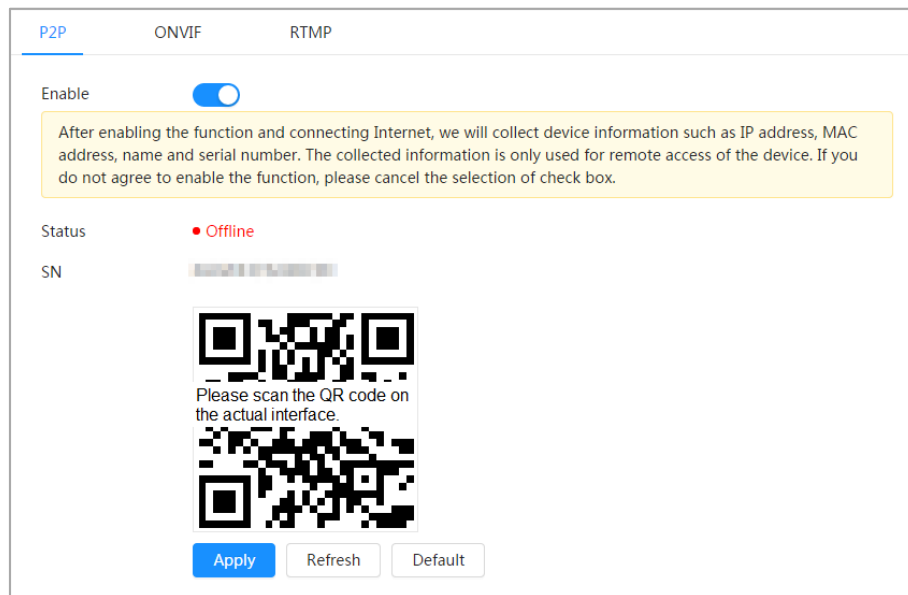 P2P ONVIF RTMP
Enable
After enabling the function and connecting Internet, we will collect device information such as IP address, MAC
address, name and serial number. The collected information is only used for remote access of the device. If you
do not agree to enable the function, please cancel the selection of check box.
Status Offline
SN
Please scan the QR code on
the actual interface.
Apply Refresh Default